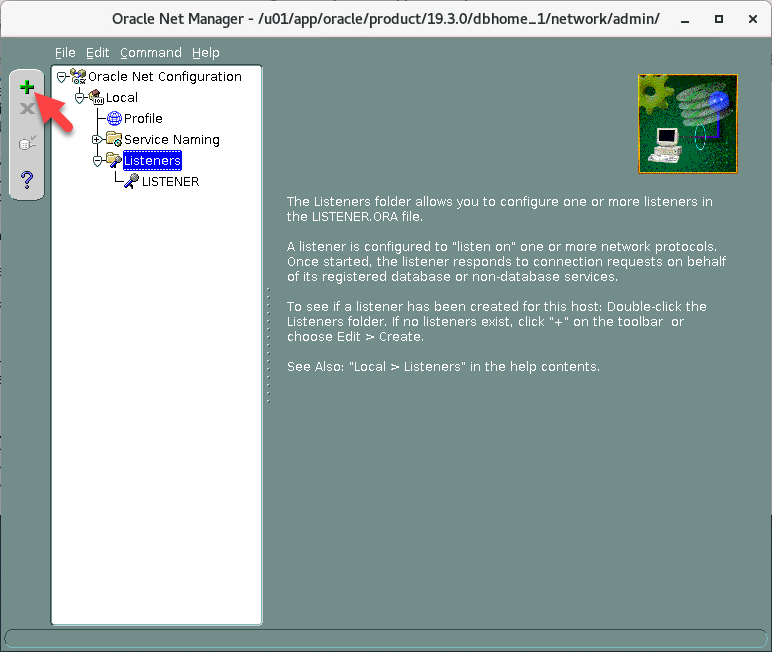 Oracle Net Manager - /u01/app/oracle/product/19.3.0/dbhome_1/network/admin/
File Edit Command Help
Oracle Net Configuration
Local
Profile
Service Naming
Listeners
LISTENER
The Listeners folder allows you to configure one or more listeners in
the LISTENER.ORA file.
A listener is configured to "listen on" one or more network protocols.
Once started, the listener responds to connection requests on behalf
of its registered database or non-database services.
To see if a listener has been created for this host: Double-click the
Listeners folder. If no listeners exist, click "+" on the toolbar or
choose Edit > Create.
See Also: "Local > Listeners" in the help contents.